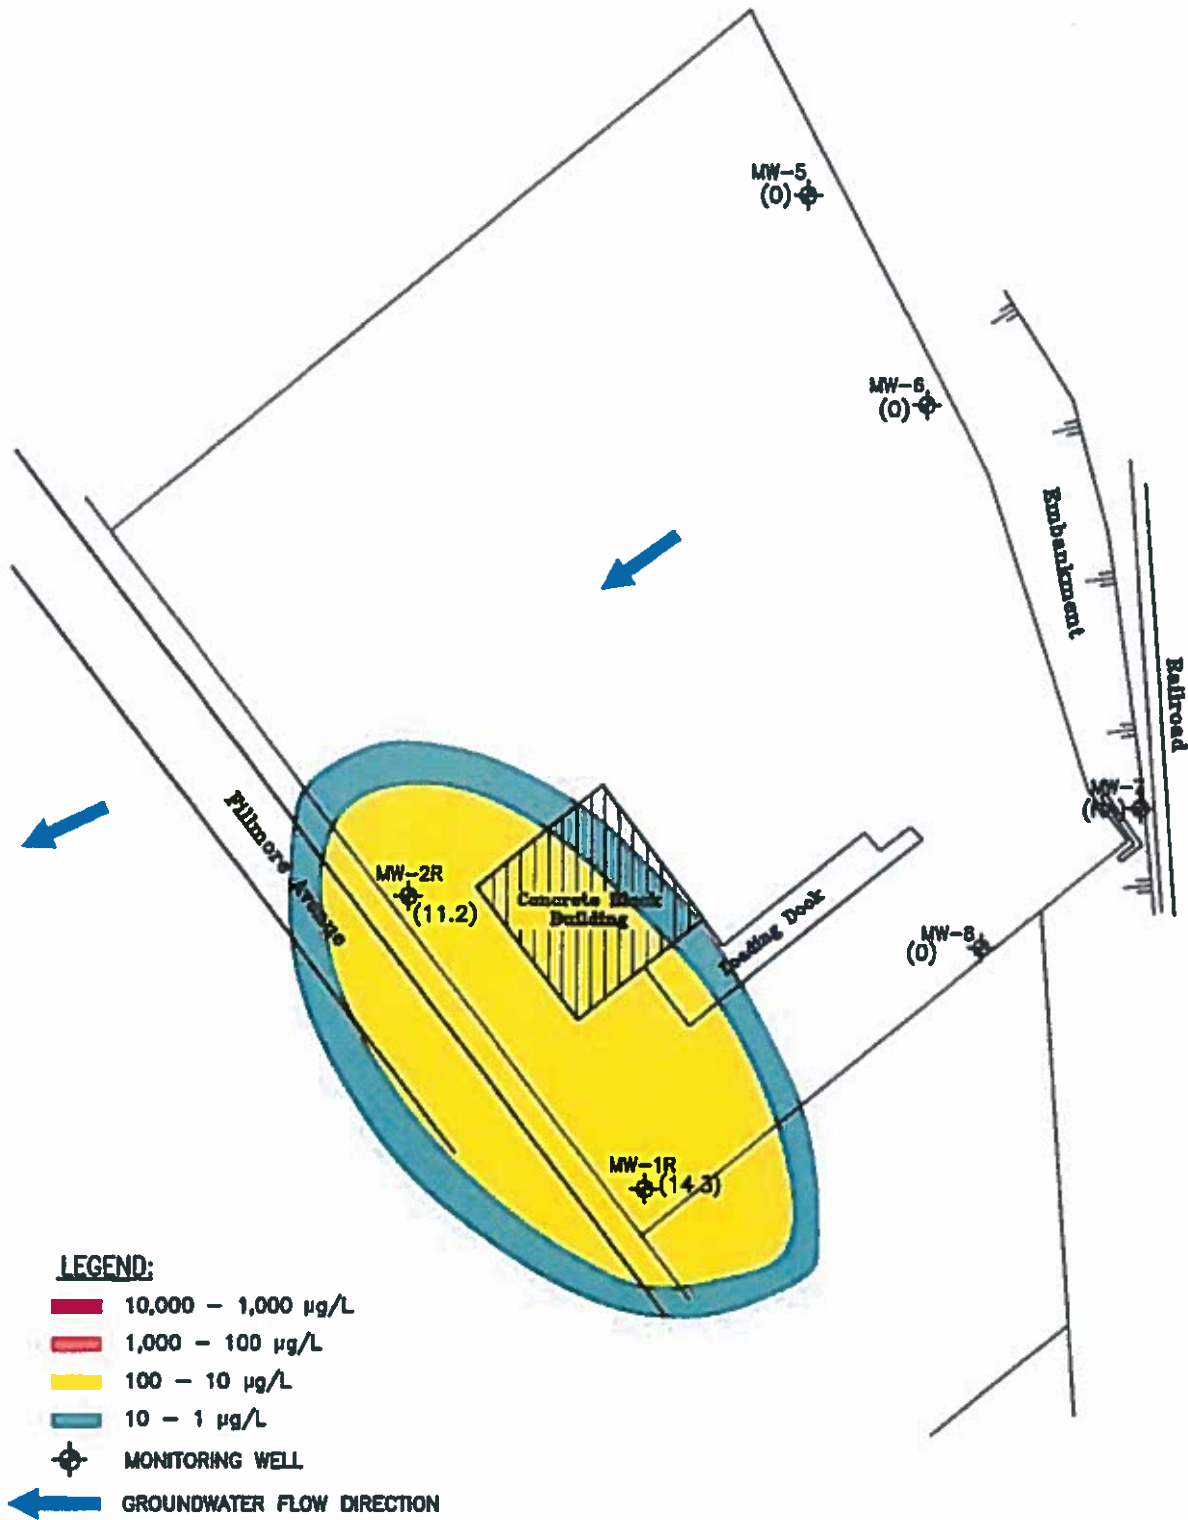 MW-5
(0)
MW-6
(0)
Embankment
Railroad
Fillmore Avenue
MW-2R
(11.2)
Concrete Block
Building
Loading Dock
MW-8
(0)
MW-1R
(14.3)
LEGEND:
10,000 - 1,000 µg/L
1,000 - 100 µg/L
100 - 10 µg/L
10 - 1 µg/L
MONITORING WELL
GROUNDWATER FLOW DIRECTION